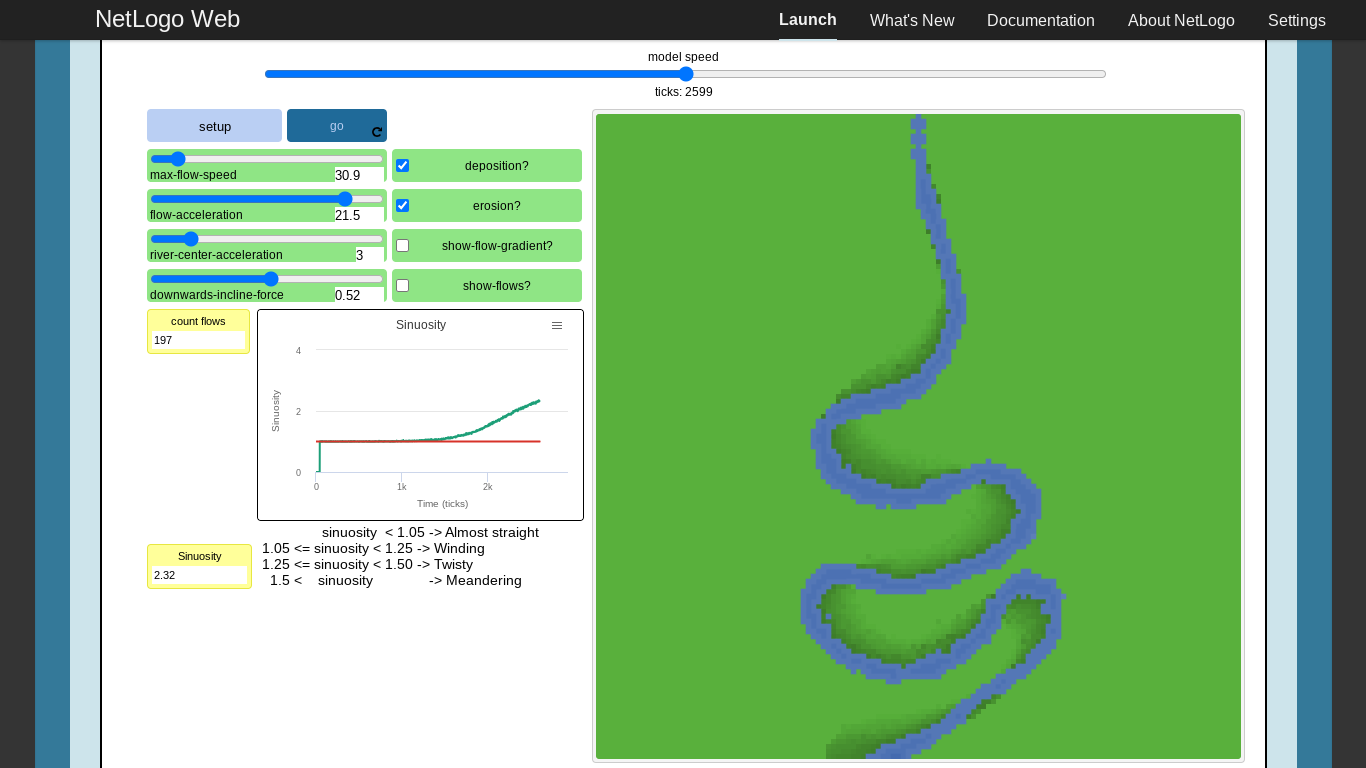 NetLogo Web
Launch What's New Documentation About NetLogo Settings
model speed
ticks: 2599
setup
go
max-flow-speed 30.9
deposition?
flow-acceleration 21.5
erosion?
river-center-acceleration 3
show-flow-gradient?
downwards-incline-force 0.52
show-flows?
count flows
197
Sinuosity
4
2
0
Sinuosity
0 1k 2k
Time (ticks)
sinuosity < 1.05 -> Almost straight
1.05 <= sinuosity < 1.25 -> Winding
1.25 <= sinuosity < 1.50 -> Twisty
1.5 < sinuosity -> Meandering
Sinuosity
2.32